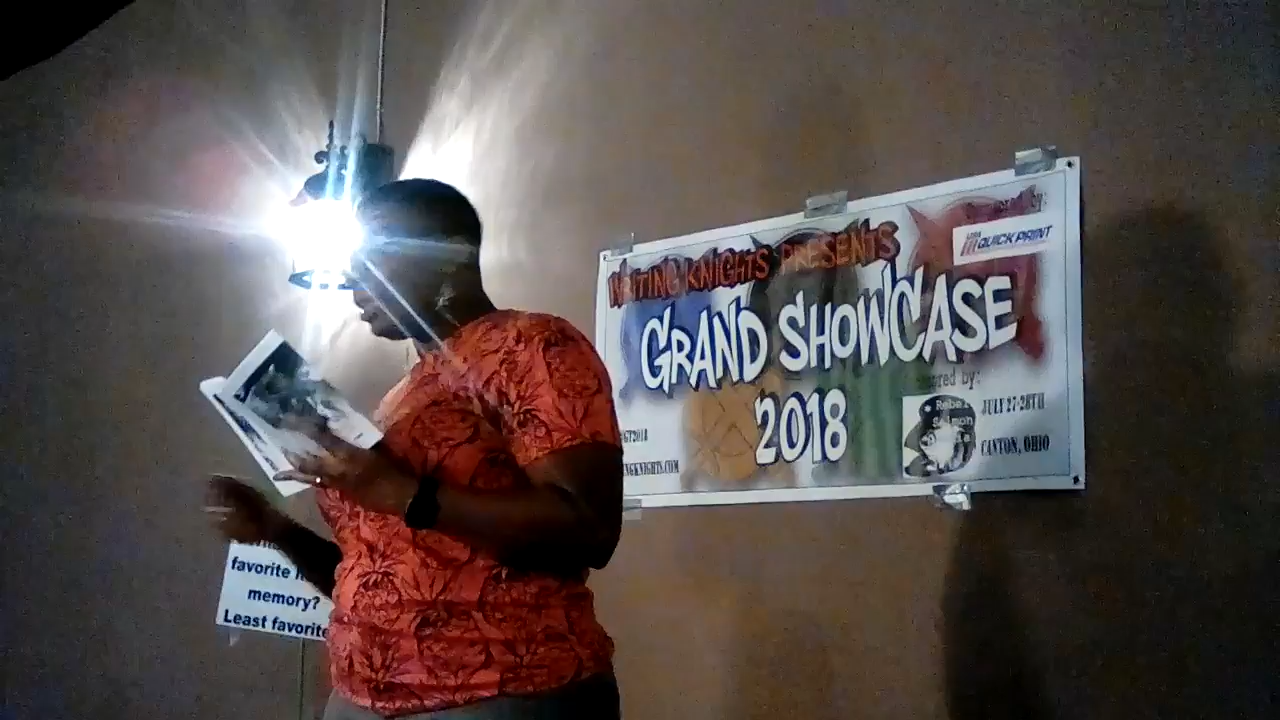 WRITING KNIGHTS PRESENTS
QUICK PRINT
GRAND SHOWCASE
2018
JULY 27-28TH
CANTON, OHIO
favorite
memory?
Least favorite